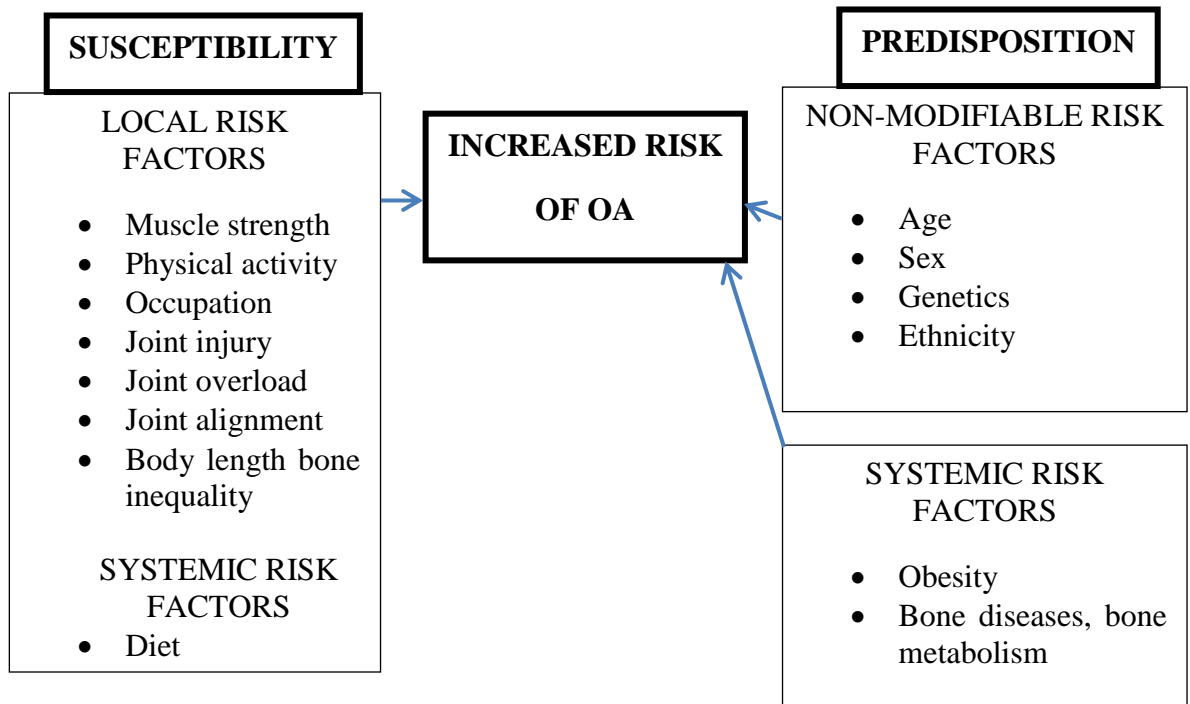 SUSCEPTIBILITY
LOCAL RISK
FACTORS
• Muscle strength
• Physical activity
• Occupation
• Joint injury
• Joint overload
• Joint alignment
• Body length bone
inequality
SYSTEMIC RISK
FACTORS
• Diet
INCREASED RISK
OF OA
PREDISPOSITION
NON-MODIFIABLE RISK
FACTORS
• Age
• Sex
• Genetics
• Ethnicity
SYSTEMIC RISK
FACTORS
• Obesity
• Bone diseases, bone
metabolism